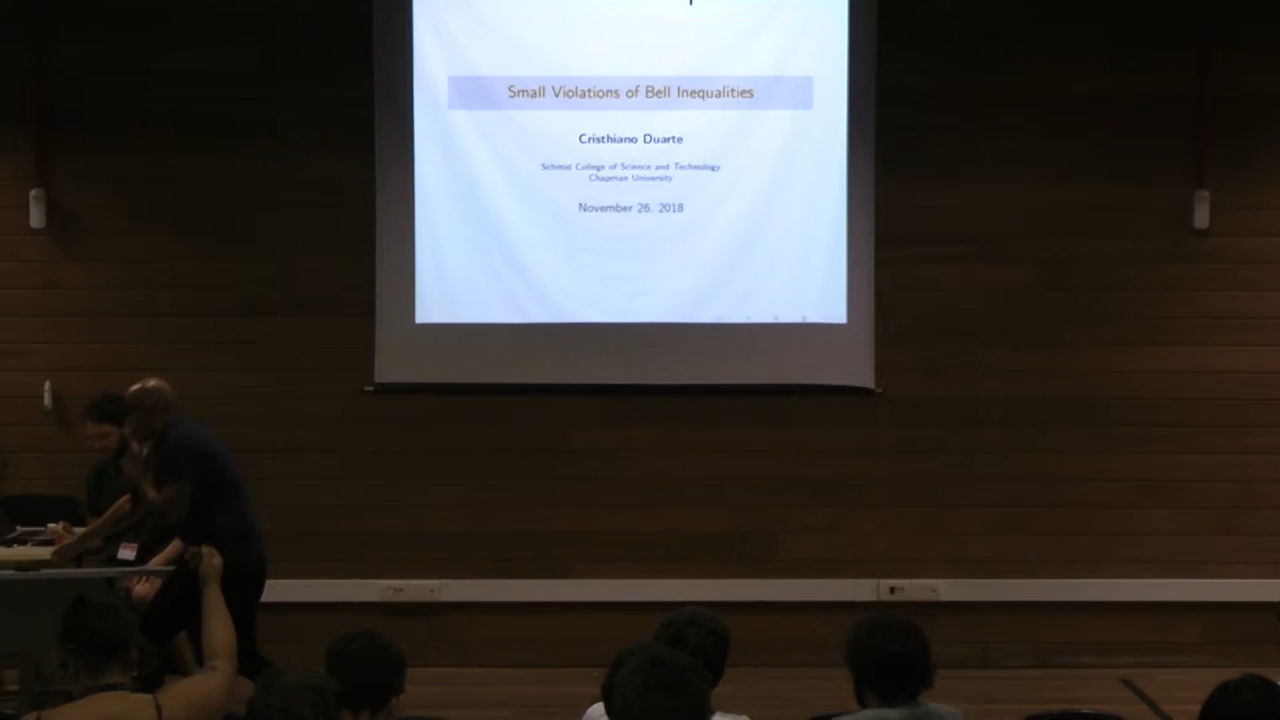 Small Violations of Bell Inequalities
Cristhiano Duarte
Schmid College of Science and Technology
Chapman University
November 26, 2018